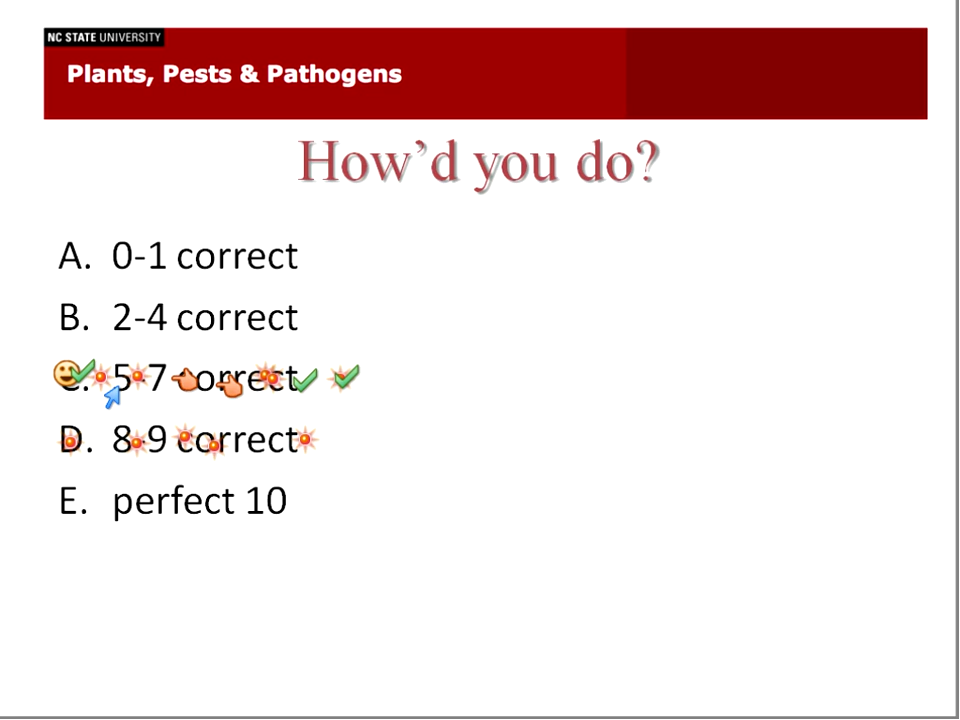 NC STATE UNIVERSITY
Plants, Pests & Pathogens
How'd you do?
A. 0-1 correct
B. 2-4 correct
C. 5-7 correct
D. 8-9 correct
E. perfect 10